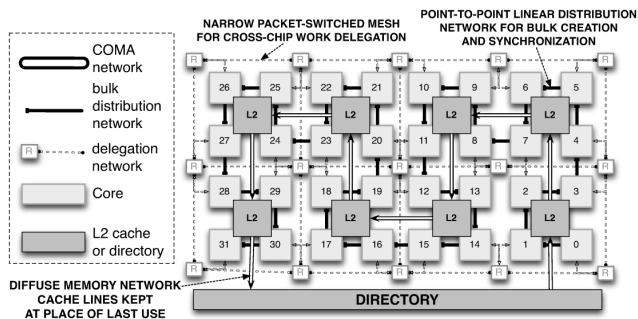 NARROW PACKET-SWITCHED MESH
FOR CROSS-CHIP WORK DELEGATION
POINT-TO-POINT LINEAR DISTRIBUTION
NETWORK FOR BULK CREATION
AND SYNCHRONIZATION
COMA
network
bulk
distribution
network
R
delegation
network
Core
L2 cache
or directory
DIFFUSE MEMORY NETWORK
CACHE LINES KEPT
AT PLACE OF LAST USE
R R R R R
26 25 22 21 10 9 6 5
L2 L2 L2 L2
27 24 23 20 11 8 7 4
R R R R R
28 29 18 19 12 13 2 3
L2 L2 L2 L2
31 30 17 16 15 14 1 0
R R R R R
DIRECTORY